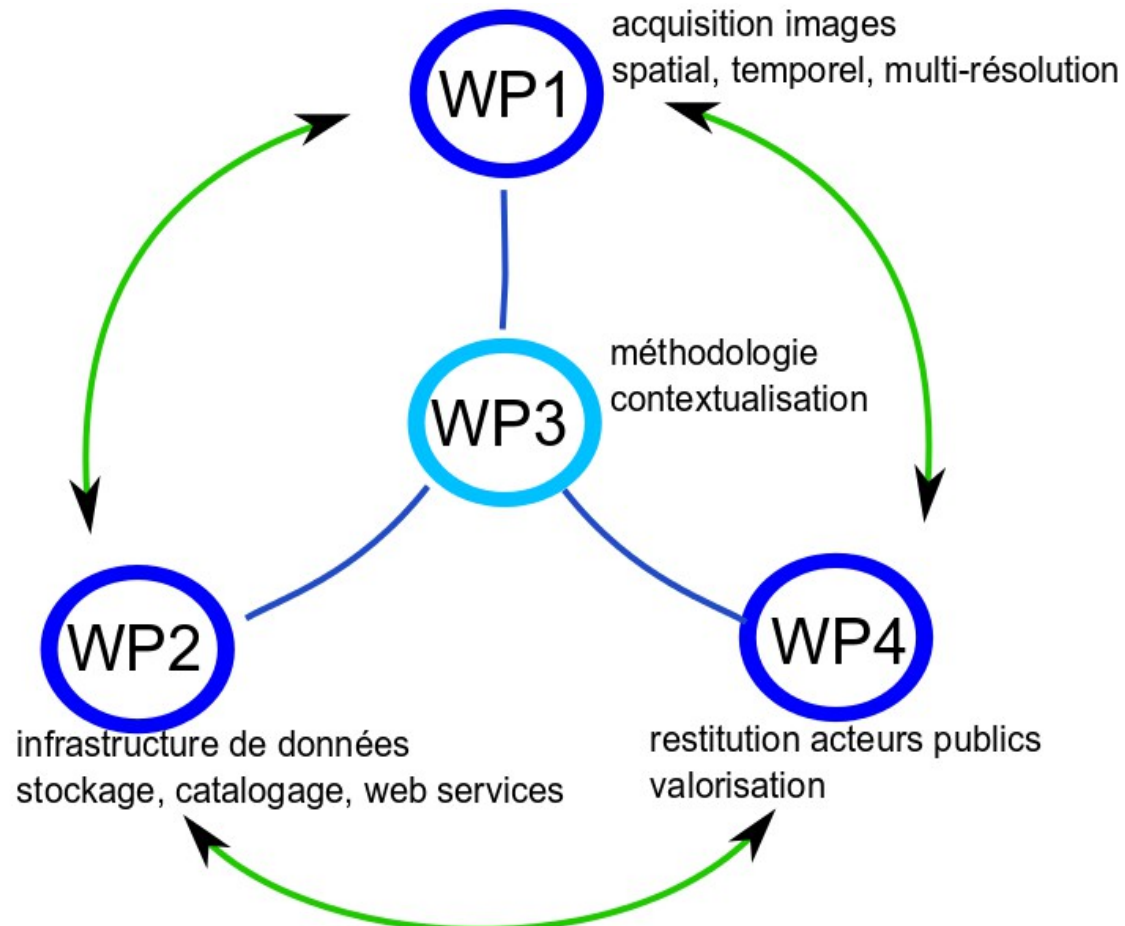 WP1
acquisition images
spatial, temporel, multi-résolution
WP3
méthodologie
contextualisation
WP2
infrastructure de données
stockage, catalogage, web services
WP4
restitution acteurs publics
valorisation